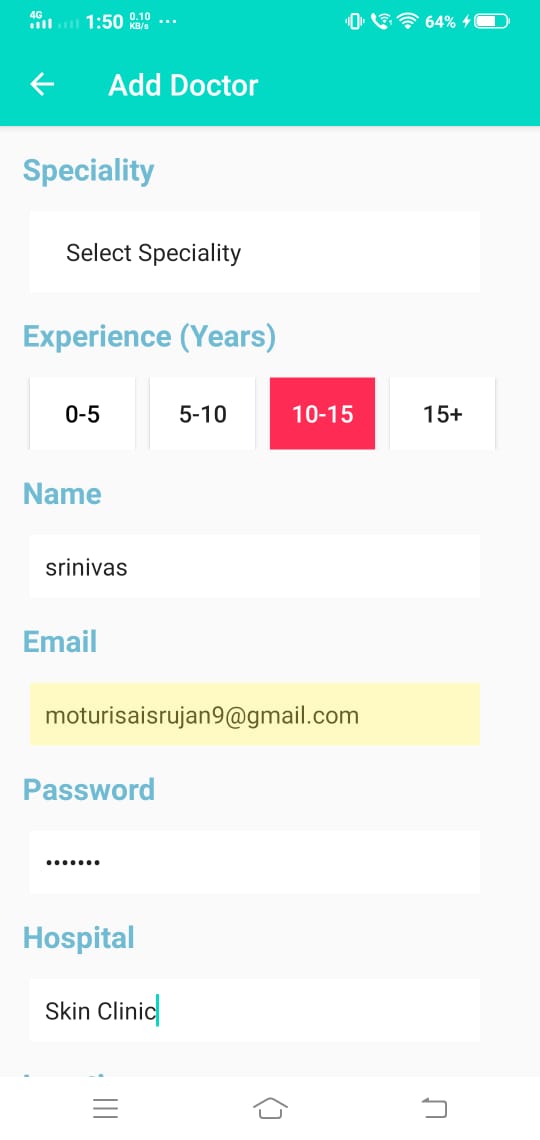 4G 1:50 0.10 KB/s ... 64%
Add Doctor
Speciality
Select Speciality
Experience (Years)
0-5 5-10 10-15 15+
Name
srinivas
Email
moturisaisrujan9@gmail.com
Password
•••••••
Hospital
Skin Clinic